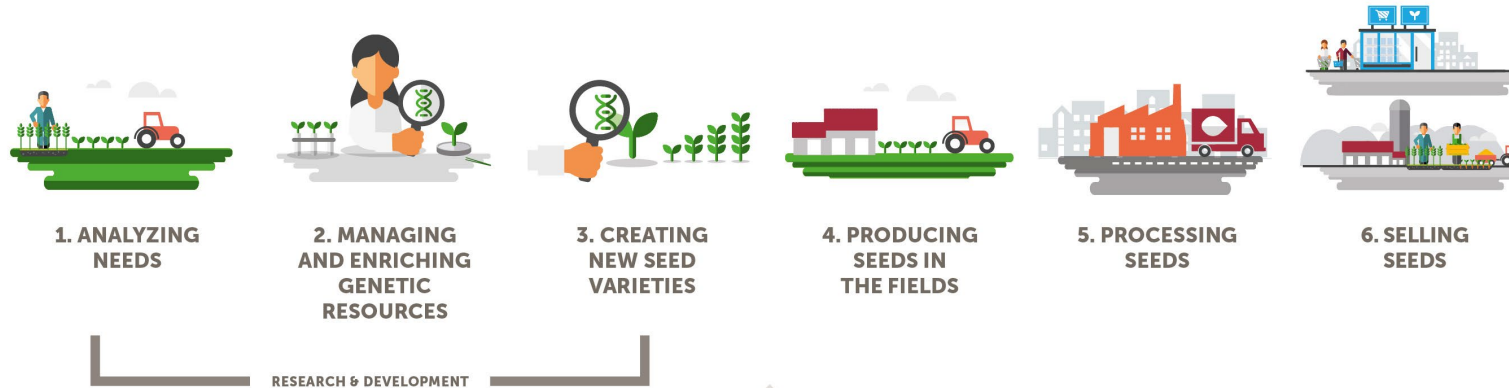 1. ANALYZING
NEEDS
2. MANAGING
AND ENRICHING
GENETIC
RESOURCES
3. CREATING
NEW SEED
VARIETIES
4. PRODUCING
SEEDS IN
THE FIELDS
5. PROCESSING
SEEDS
6. SELLING
SEEDS
RESEARCH & DEVELOPMENT